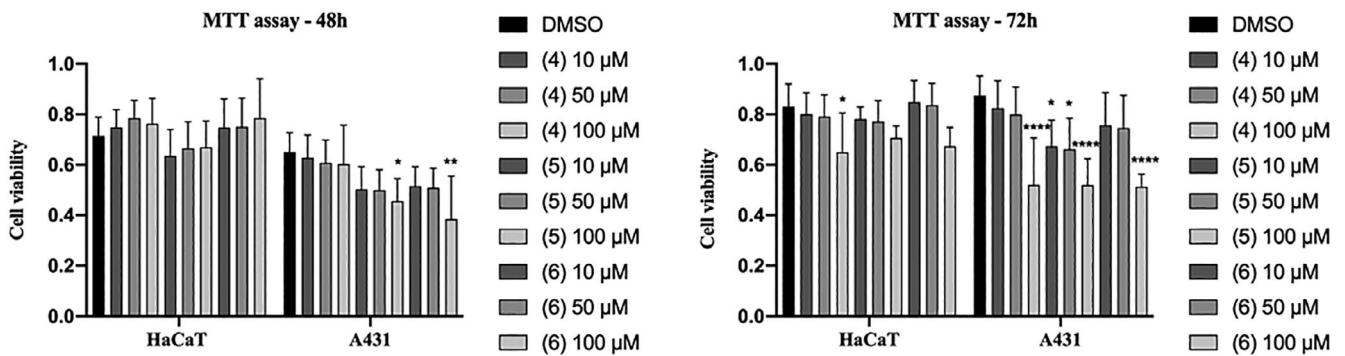 MTT assay - 48h
Cell viability
1.0
0.8
0.6
0.4
0.2
0.0
*
**
HaCaT
A431
DMSO
(4) 10 µM
(4) 50 µM
(4) 100 µM
(5) 10 µM
(5) 50 µM
(5) 100 µM
(6) 10 µM
(6) 50 µM
(6) 100 µM
MTT assay - 72h
Cell viability
1.0
0.8
0.6
0.4
0.2
0.0
*
****
*
*
****
****
HaCaT
A431
DMSO
(4) 10 µM
(4) 50 µM
(4) 100 µM
(5) 10 µM
(5) 50 µM
(5) 100 µM
(6) 10 µM
(6) 50 µM
(6) 100 µM